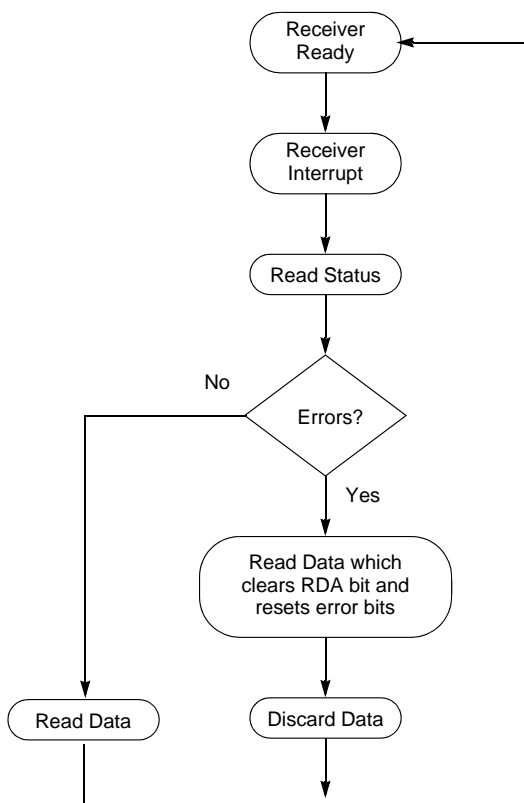 Receiver
Ready
Receiver
Interrupt
Read Status
No
Errors?
Yes
Read Data which
clears RDA bit and
resets error bits
Read Data
Discard Data